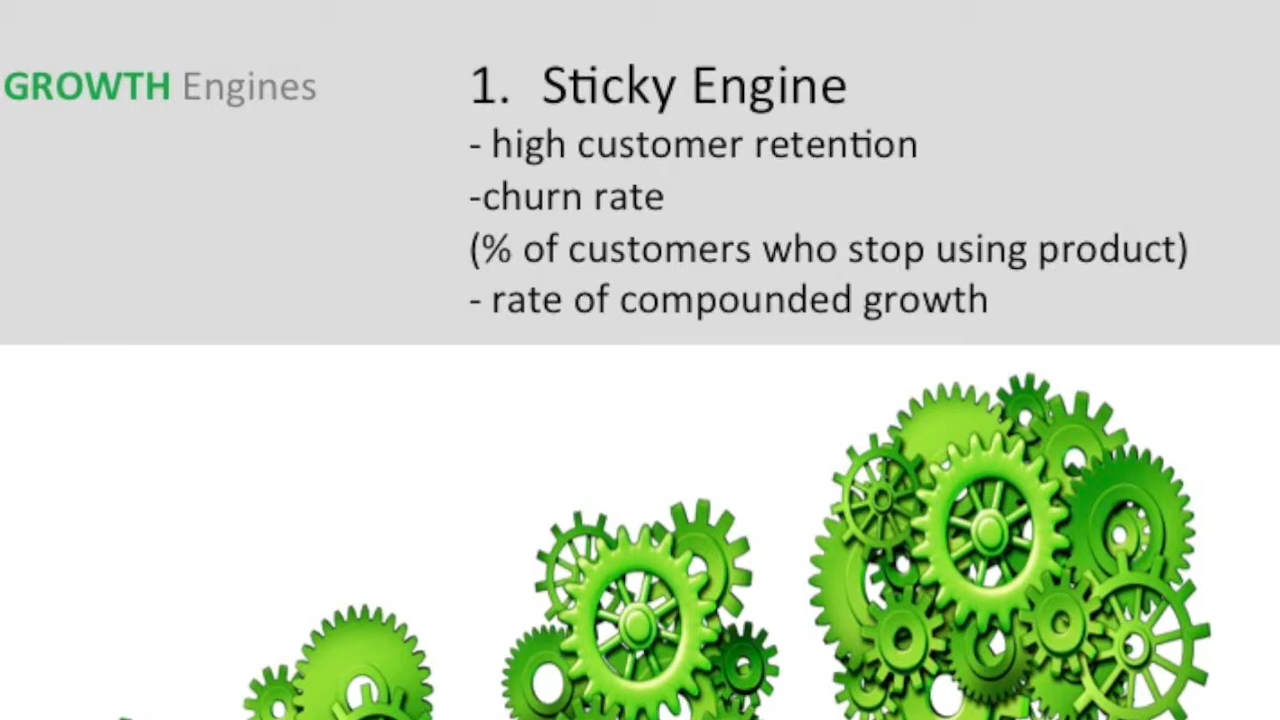 GROWTH Engines
1. Sticky Engine
- high customer retention
-churn rate
(% of customers who stop using product)
- rate of compounded growth